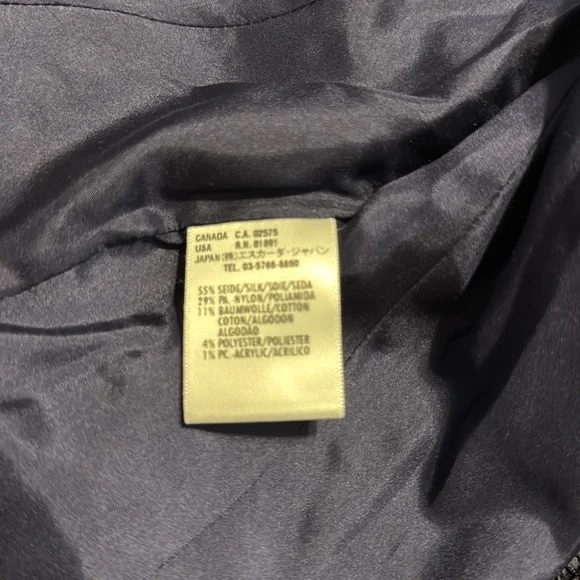 CANADA C.A. 02575
USA R.N. 81891
JAPAN (株)エスカーダ・ジャパン
TEL. 03-5766-8860
55% SEIDE/SILK/SOIE/SEDA
29% PA.-NYLON/POLIAMIDA
11% BAUMWOLLE/COTTON
COTON/ALGODON
ALGODAO
4% POLYESTER/POLIESTER
1% PC.-ACRYLIC/ACRILICO